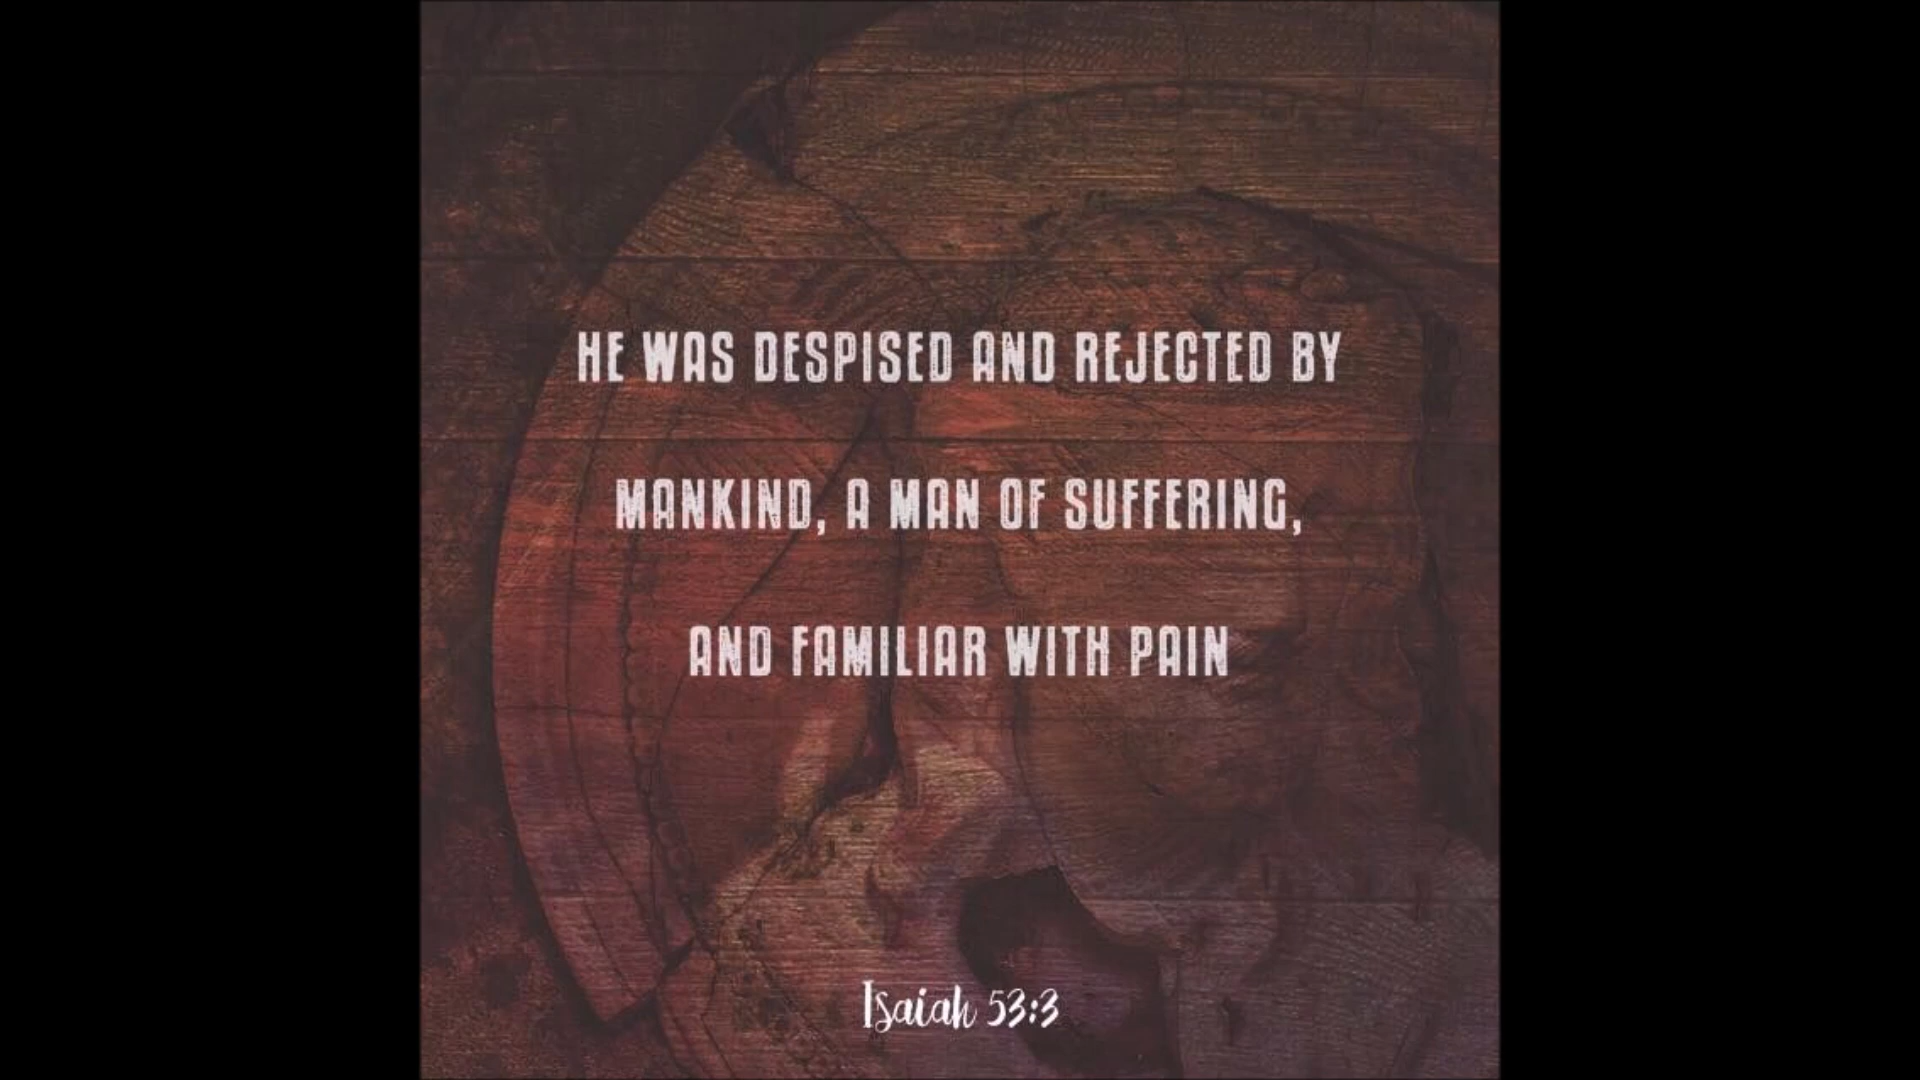 HE WAS DESPISED AND REJECTED BY
MANKIND, A MAN OF SUFFERING,
AND FAMILIAR WITH PAIN
Isaiah 53:3